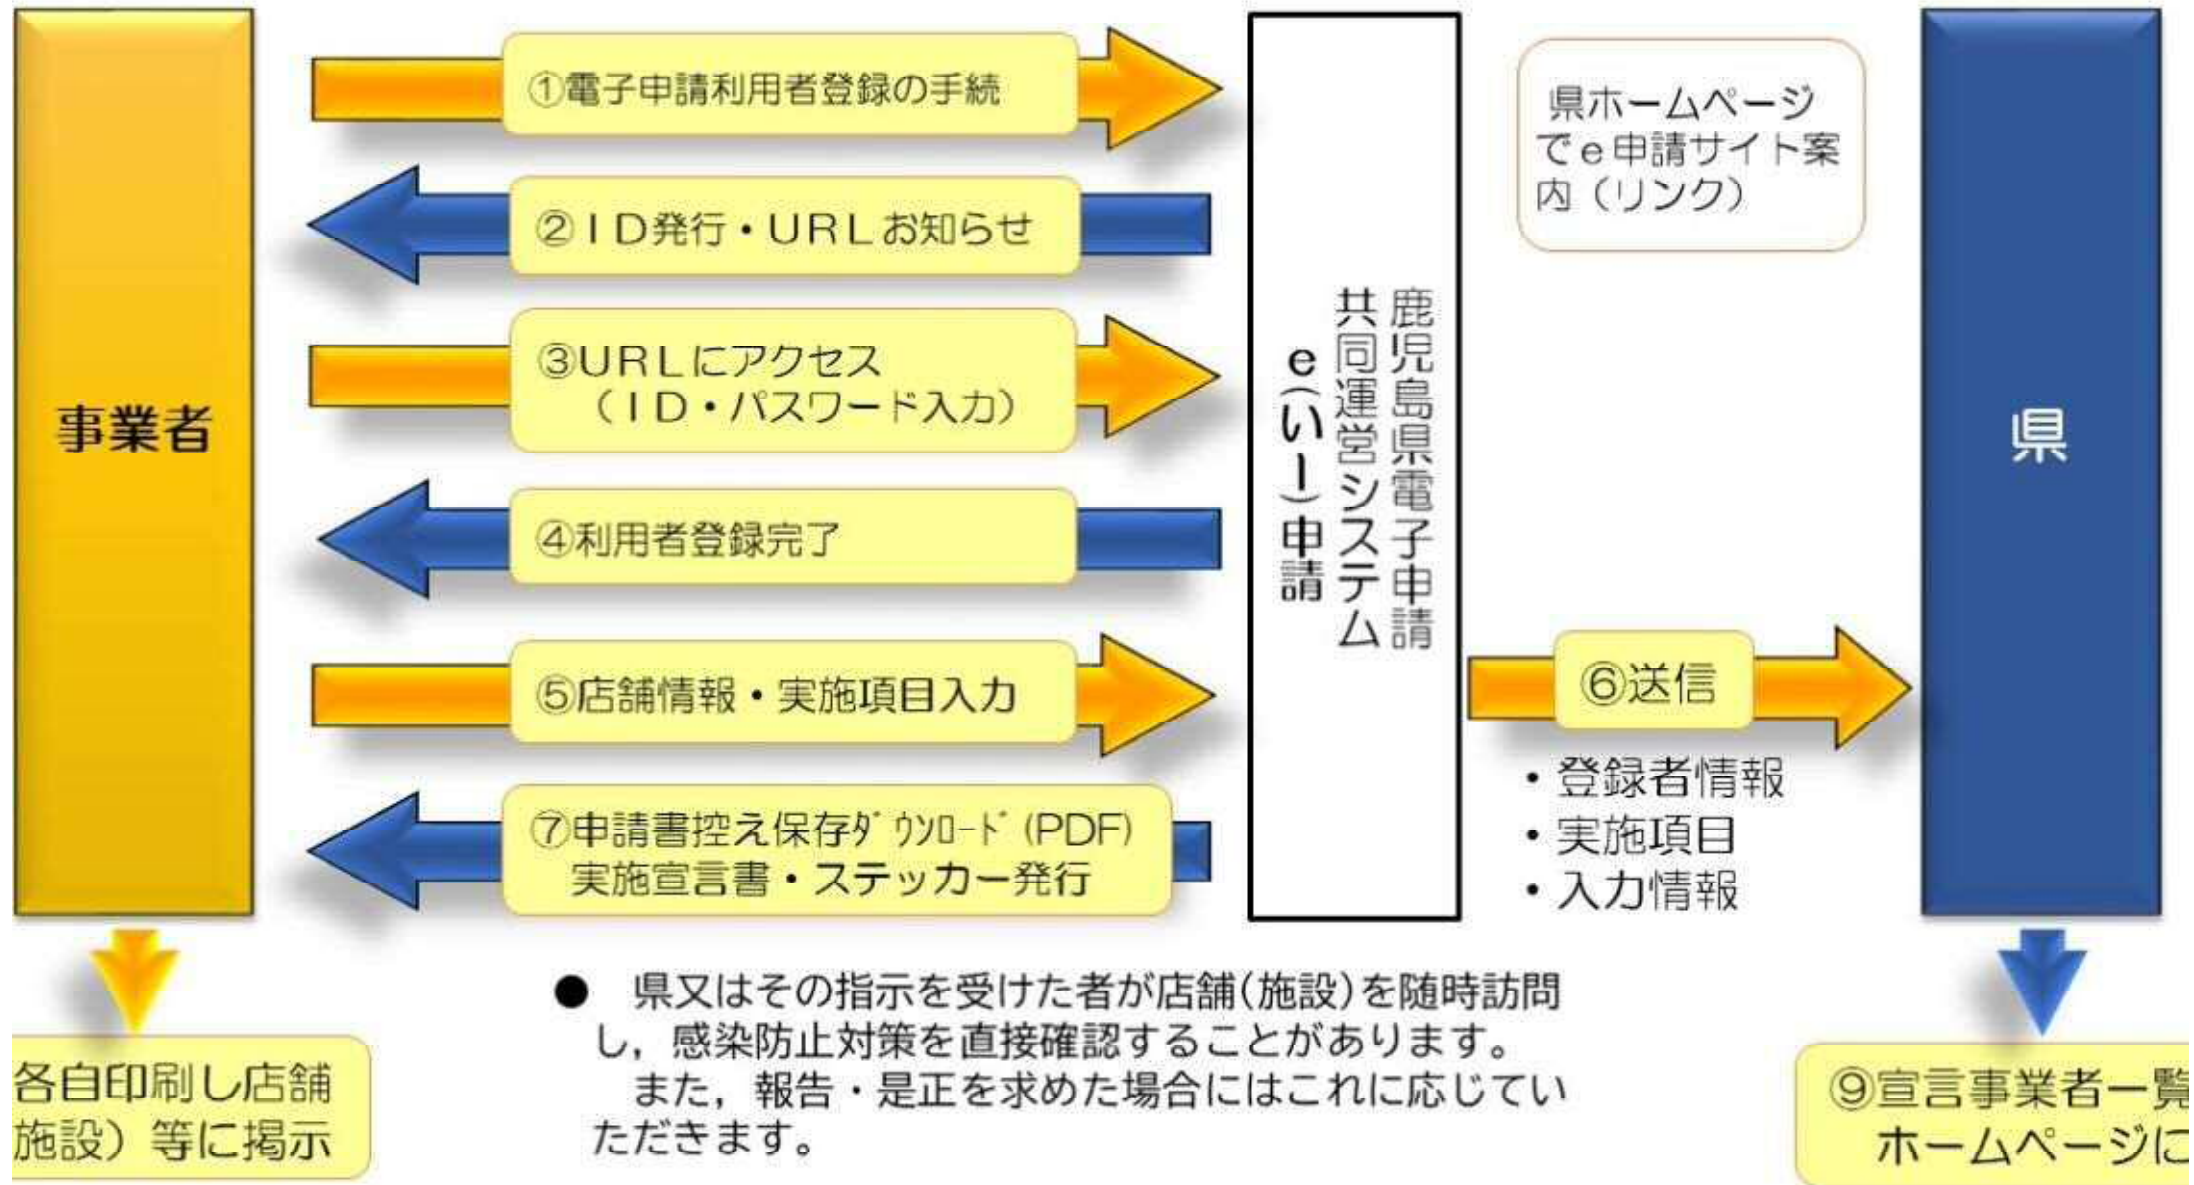 事業者
①電子申請利用者登録の手続
②ＩＤ発行・ＵＲＬお知らせ
③ＵＲＬにアクセス
（ＩＤ・パスワード入力）
④利用者登録完了
⑤店舗情報・実施項目入力
⑦申請書控え保存ﾀﾞｳﾝﾛｰﾄﾞ(PDF)
実施宣言書・ステッカー発行
鹿児島県電子申請
共同運営システム
e(いー)申請
県ホームページ
でｅ申請サイト案
内（リンク）
⑥送信
・登録者情報
・実施項目
・入力情報
県
各自印刷し店舗
施設）等に掲示
●　県又はその指示を受けた者が店舗(施設)を随時訪問
し，感染防止対策を直接確認することがあります。
また，報告・是正を求めた場合にはこれに応じてい
ただきます。
⑨宣言事業者一覧
ホームページに